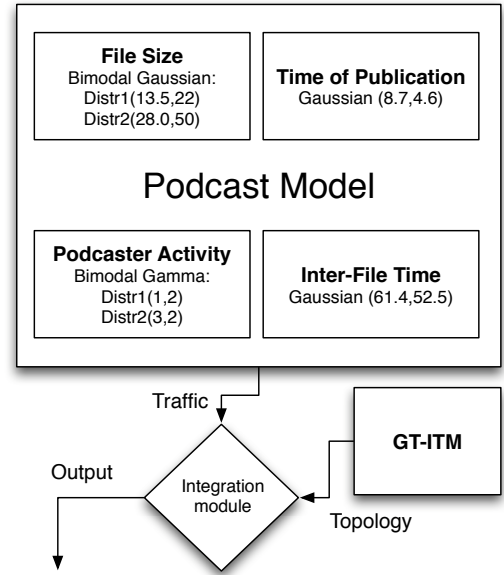 File Size
Bimodal Gaussian:
Distr1(13.5,22)
Distr2(28.0,50)
Time of Publication
Gaussian (8.7,4.6)
Podcast Model
Podcaster Activity
Bimodal Gamma:
Distr1(1,2)
Distr2(3,2)
Inter-File Time
Gaussian (61.4,52.5)
Traffic
GT-ITM
Output
Integration
module
Topology